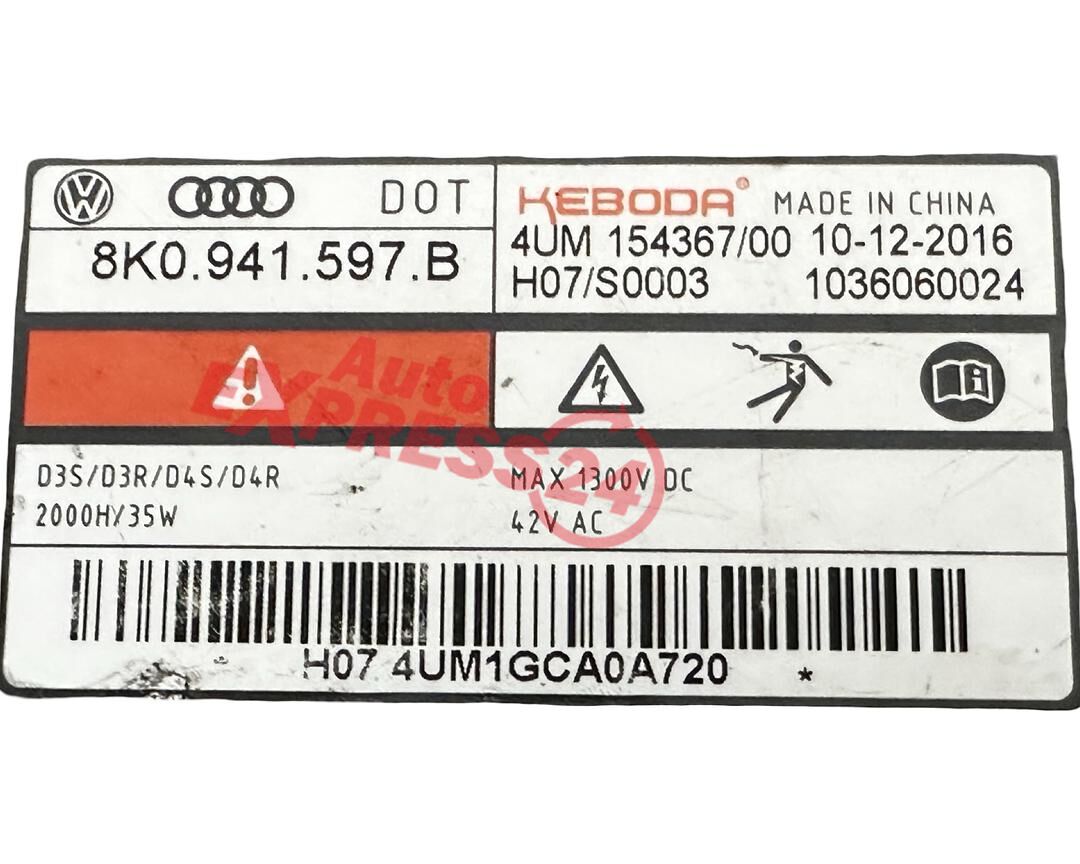 DOT
8K0.941.597.B
KEBODA® MADE IN CHINA
4UM 154367/00 10-12-2016
H07/S0003 1036060024
Auto
EXPRESS24
D3S/D3R/D4S/D4R
2000H/35W
MAX 1300V DC
42V AC
H07 4UM1GCA0A720 *